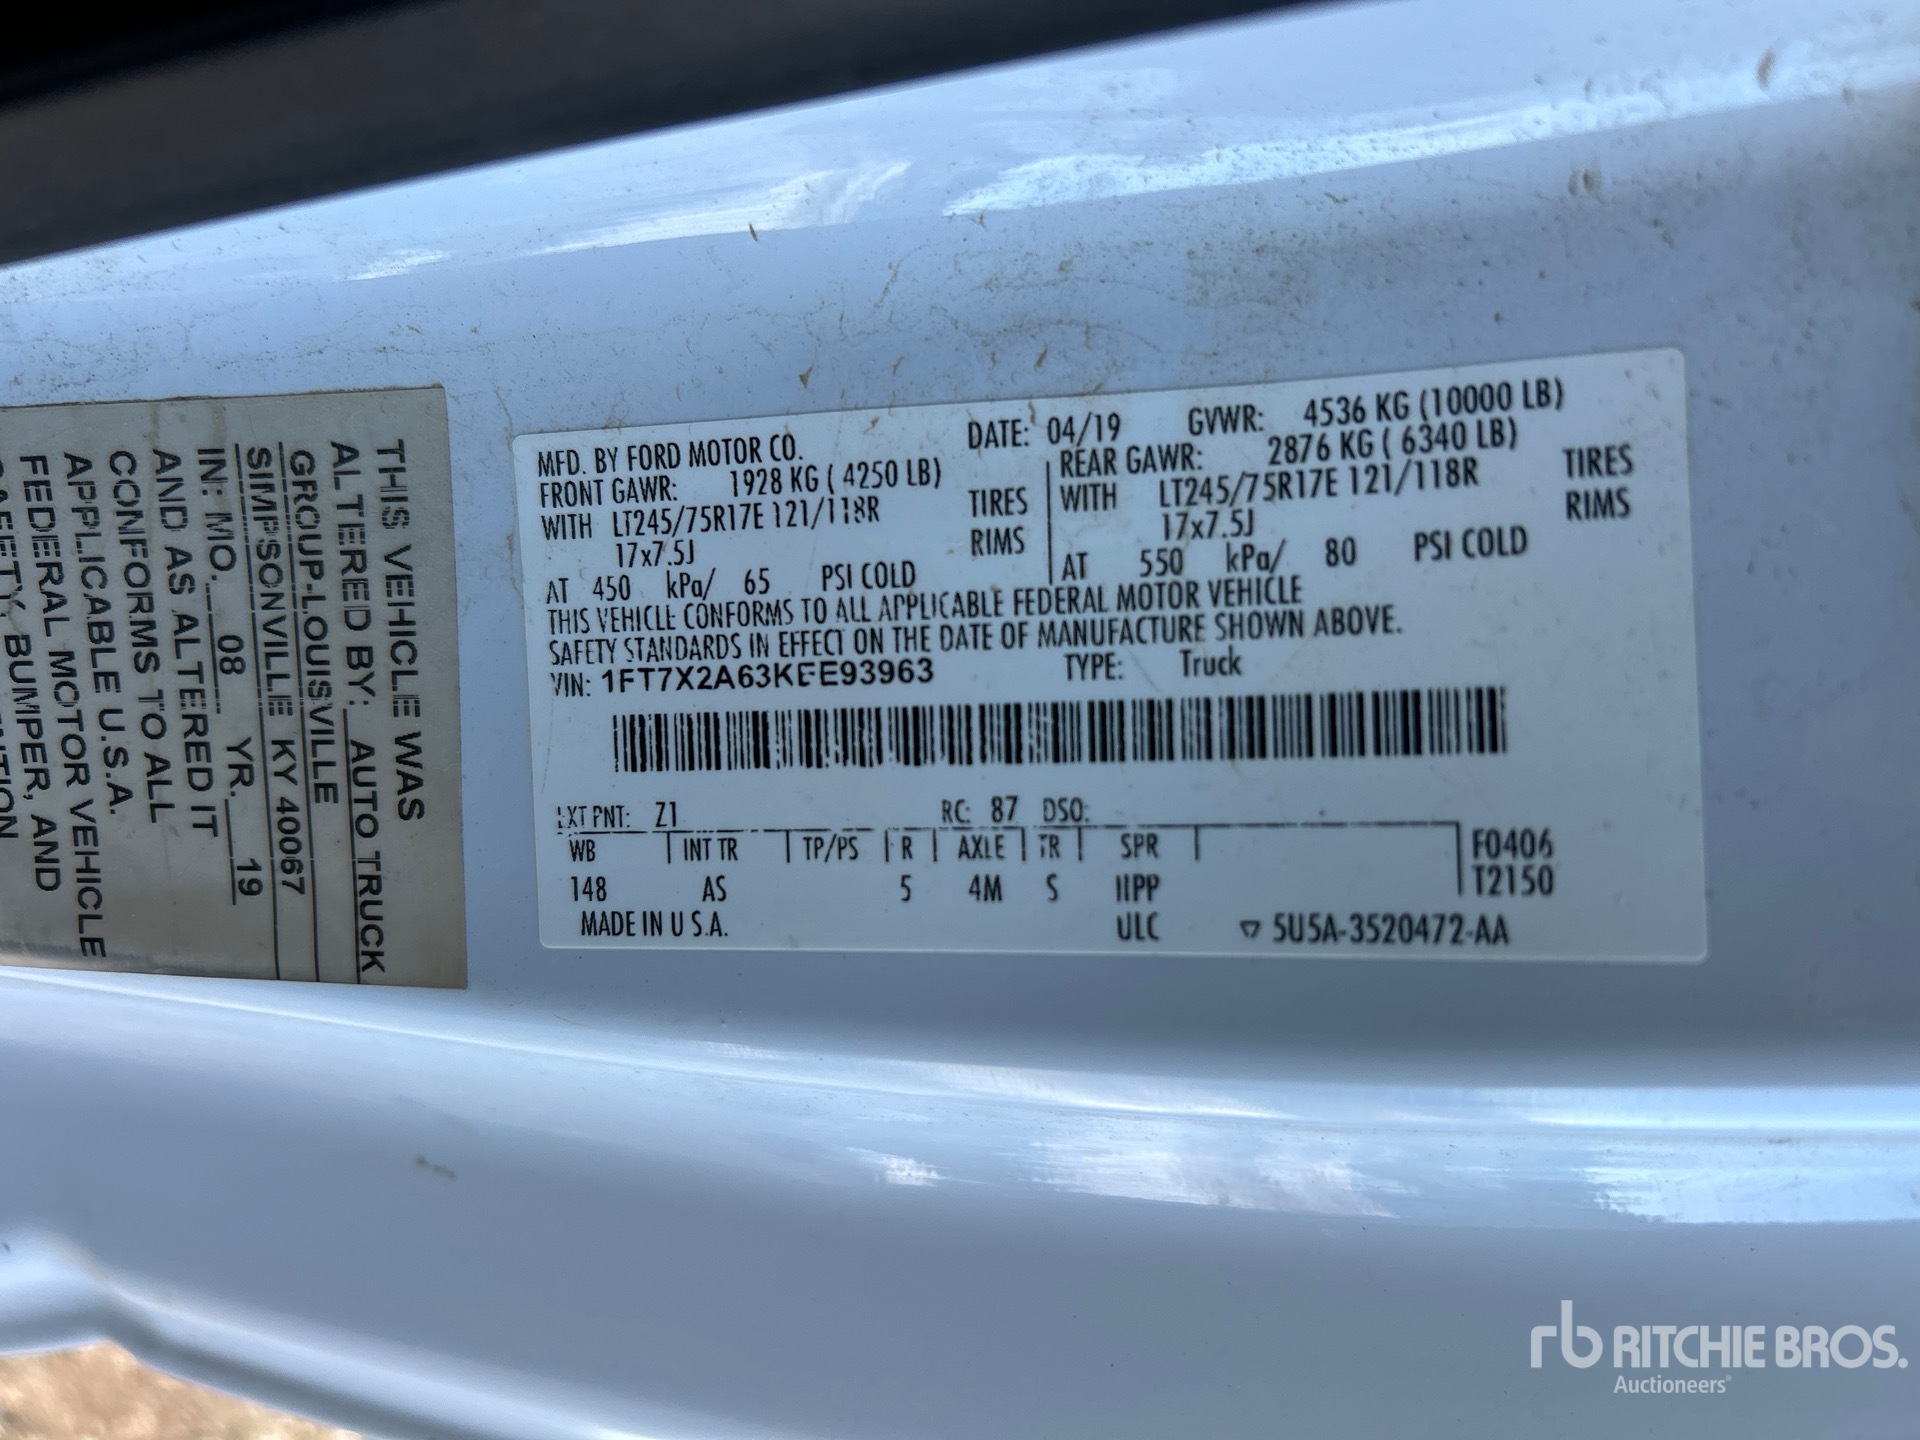 THIS VEHICLE WAS
ALTERED BY: AUTO TRUCK
GROUP-LOUISVILLE
SIMPSONVILLE KY 40067
IN: MO. 08 YR. 19
AND AS ALTERED IT
CONFORMS TO ALL
APPLICABLE U.S.A.
FEDERAL MOTOR VEHICLE
BUMPER, AND
MFD. BY FORD MOTOR CO. DATE: 04/19 GVWR: 4536 KG (10000 LB)
FRONT GAWR: 1928 KG ( 4250 LB) REAR GAWR: 2876 KG ( 6340 LB)
WITH LT245/75R17E 121/118R TIRES WITH LT245/75R17E 121/118R TIRES
17x7.5J RIMS 17x7.5J RIMS
AT 450 kPa/ 65 PSI COLD AT 550 kPa/ 80 PSI COLD
THIS VEHICLE CONFORMS TO ALL APPLICABLE FEDERAL MOTOR VEHICLE
SAFETY STANDARDS IN EFFECT ON THE DATE OF MANUFACTURE SHOWN ABOVE.
VIN: 1FT7X2A63KEE93963 TYPE: Truck
EXT PNT: Z1 RC: 87 DSO:
WB INT TR TP/PS R AXLE TR SPR F0406
148 AS 5 4M S IIPP T2150
MADE IN U.S.A. ULC ▽ 5U5A-3520472-AA
rb RITCHIE BROS.
Auctioneers